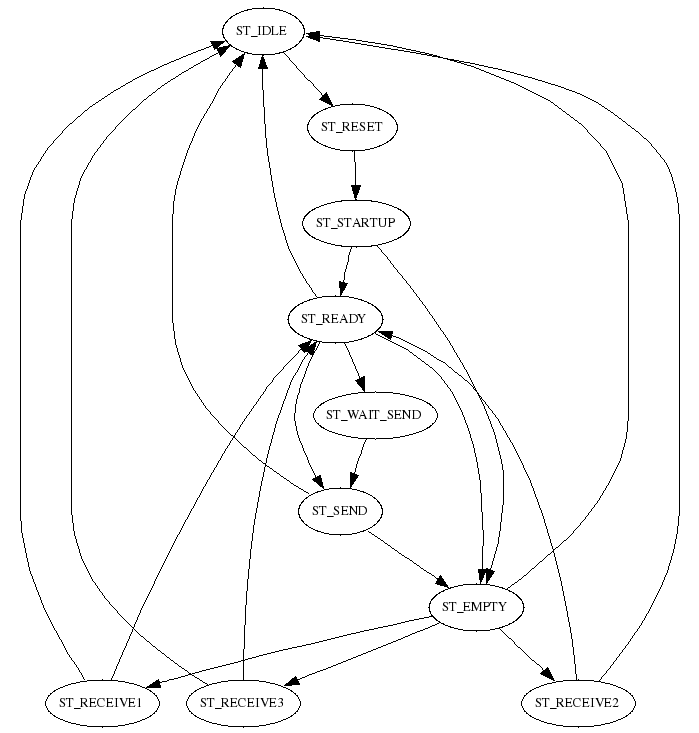 ST_IDLE
ST_RESET
ST_STARTUP
ST_READY
ST_WAIT_SEND
ST_SEND
ST_EMPTY
ST_RECEIVE1
ST_RECEIVE3
ST_RECEIVE2